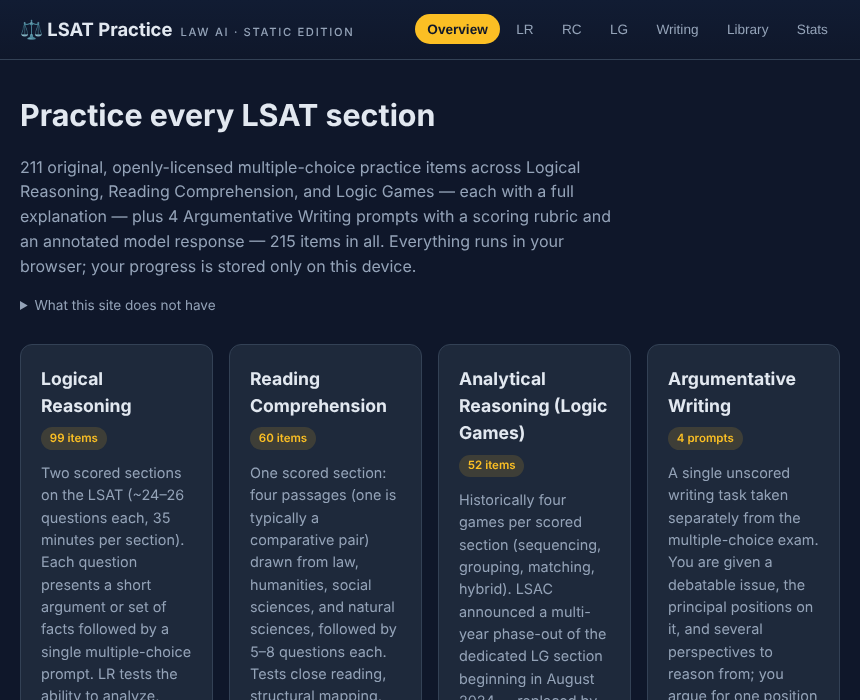 ⚖️ LSAT Practice LAW AI · STATIC EDITION
Overview LR RC LG Writing Library Stats
Practice every LSAT section
211 original, openly-licensed multiple-choice practice items across Logical
Reasoning, Reading Comprehension, and Logic Games — each with a full
explanation — plus 4 Argumentative Writing prompts with a scoring rubric and
an annotated model response — 215 items in all. Everything runs in your
browser; your progress is stored only on this device.
▶ What this site does not have
Logical
Reasoning
99 items
Two scored sections
on the LSAT (~24–26
questions each, 35
minutes per section).
Each question
presents a short
argument or set of
facts followed by a
single multiple-choice
prompt. LR tests the
ability to analyze,
Reading
Comprehension
60 items
One scored section:
four passages (one is
typically a
comparative pair)
drawn from law,
humanities, social
sciences, and natural
sciences, followed by
5–8 questions each.
Tests close reading,
structural mapping,
Analytical
Reasoning (Logic
Games)
52 items
Historically four
games per scored
section (sequencing,
grouping, matching,
hybrid). LSAC
announced a multi-
year phase-out of the
dedicated LG section
beginning in August
2024 — replaced by
Argumentative
Writing
4 prompts
A single unscored
writing task taken
separately from the
multiple-choice exam.
You are given a
debatable issue, the
principal positions on
it, and several
perspectives to
reason from; you
argue for one position